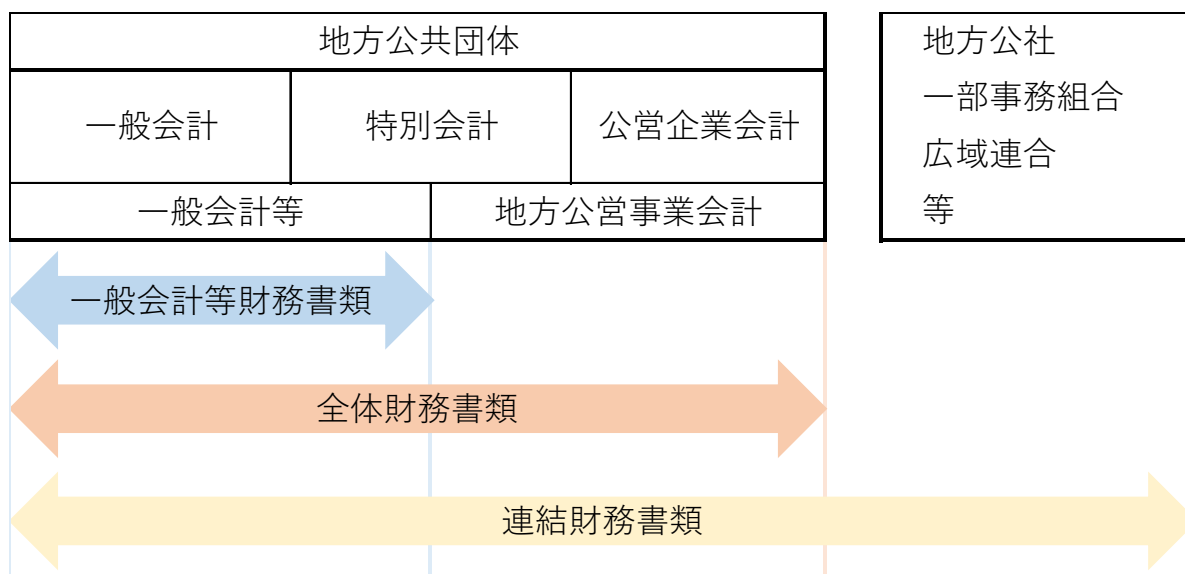 地方公共団体
一般会計
特別会計
公営企業会計
一般会計等
地方公営事業会計
地方公社
一部事務組合
広域連合
等
一般会計等財務書類
全体財務書類
連結財務書類